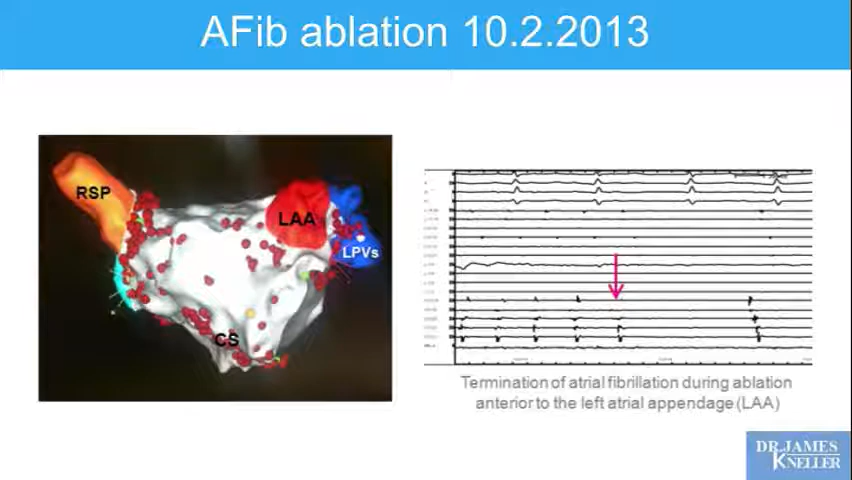 AFib ablation 10.2.2013
RSP
LAA
LPVs
CS
Termination of atrial fibrillation during ablation
anterior to the left atrial appendage (LAA)
DR.JAMES
KNELLER